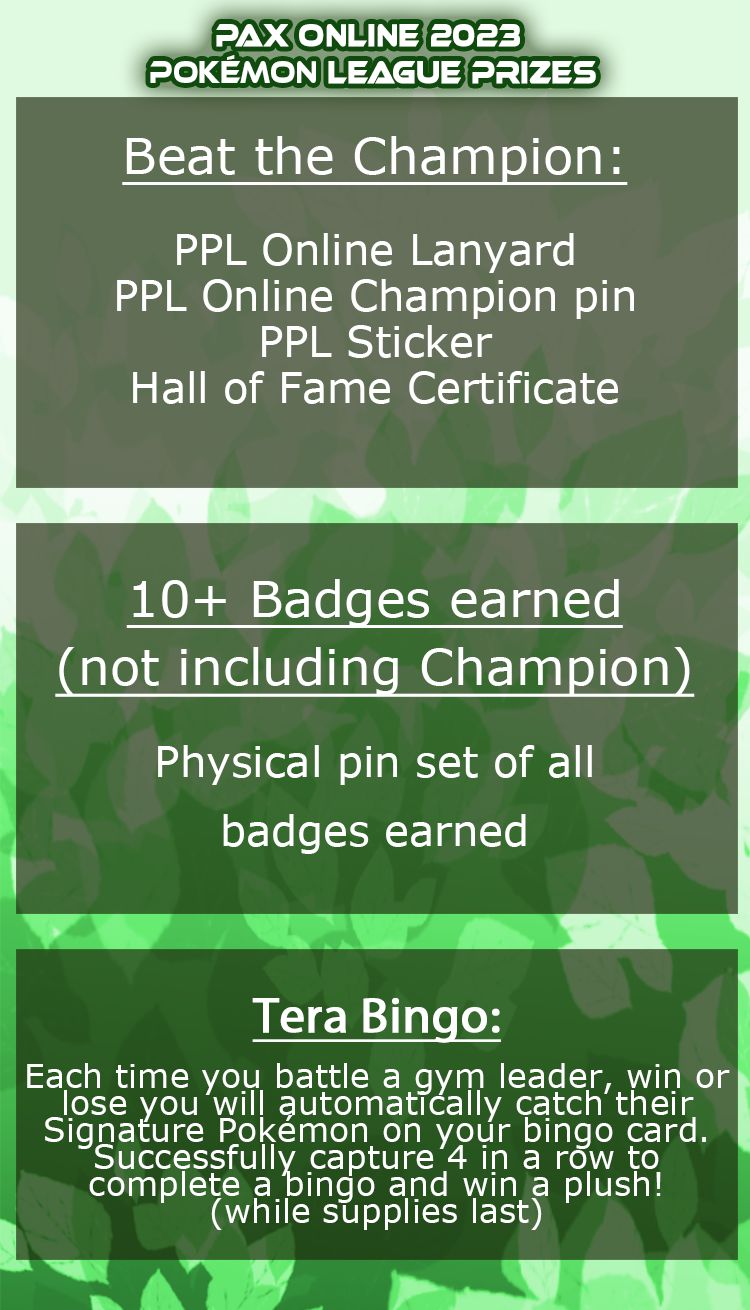 PAX ONLINE 2023
POKÉMON LEAGUE PRIZES
Beat the Champion:
PPL Online Lanyard
PPL Online Champion pin
PPL Sticker
Hall of Fame Certificate
10+ Badges earned
(not including Champion)
Physical pin set of all
badges earned
Tera Bingo:
Each time you battle a gym leader, win or
lose you will automatically catch their
Signature Pokémon on your bingo card.
Successfully capture 4 in a row to
complete a bingo and win a plush!
(while supplies last)